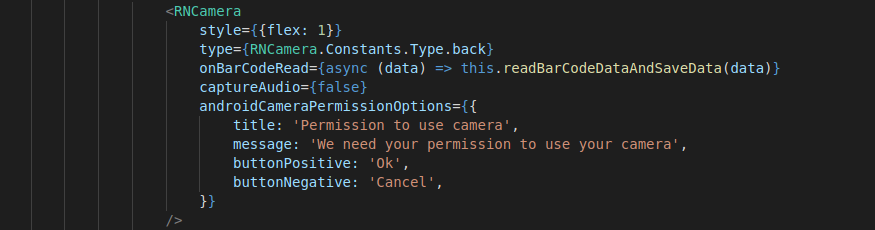 <RNCamera
style={{flex: 1}}
type={RNCamera.Constants.Type.back}
onBarCodeRead={async (data) => this.readBarCodeDataAndSaveData(data)}
captureAudio={false}
androidCameraPermissionOptions={{
title: 'Permission to use camera',
message: 'We need your permission to use your camera',
buttonPositive: 'Ok',
buttonNegative: 'Cancel',
}}
/>